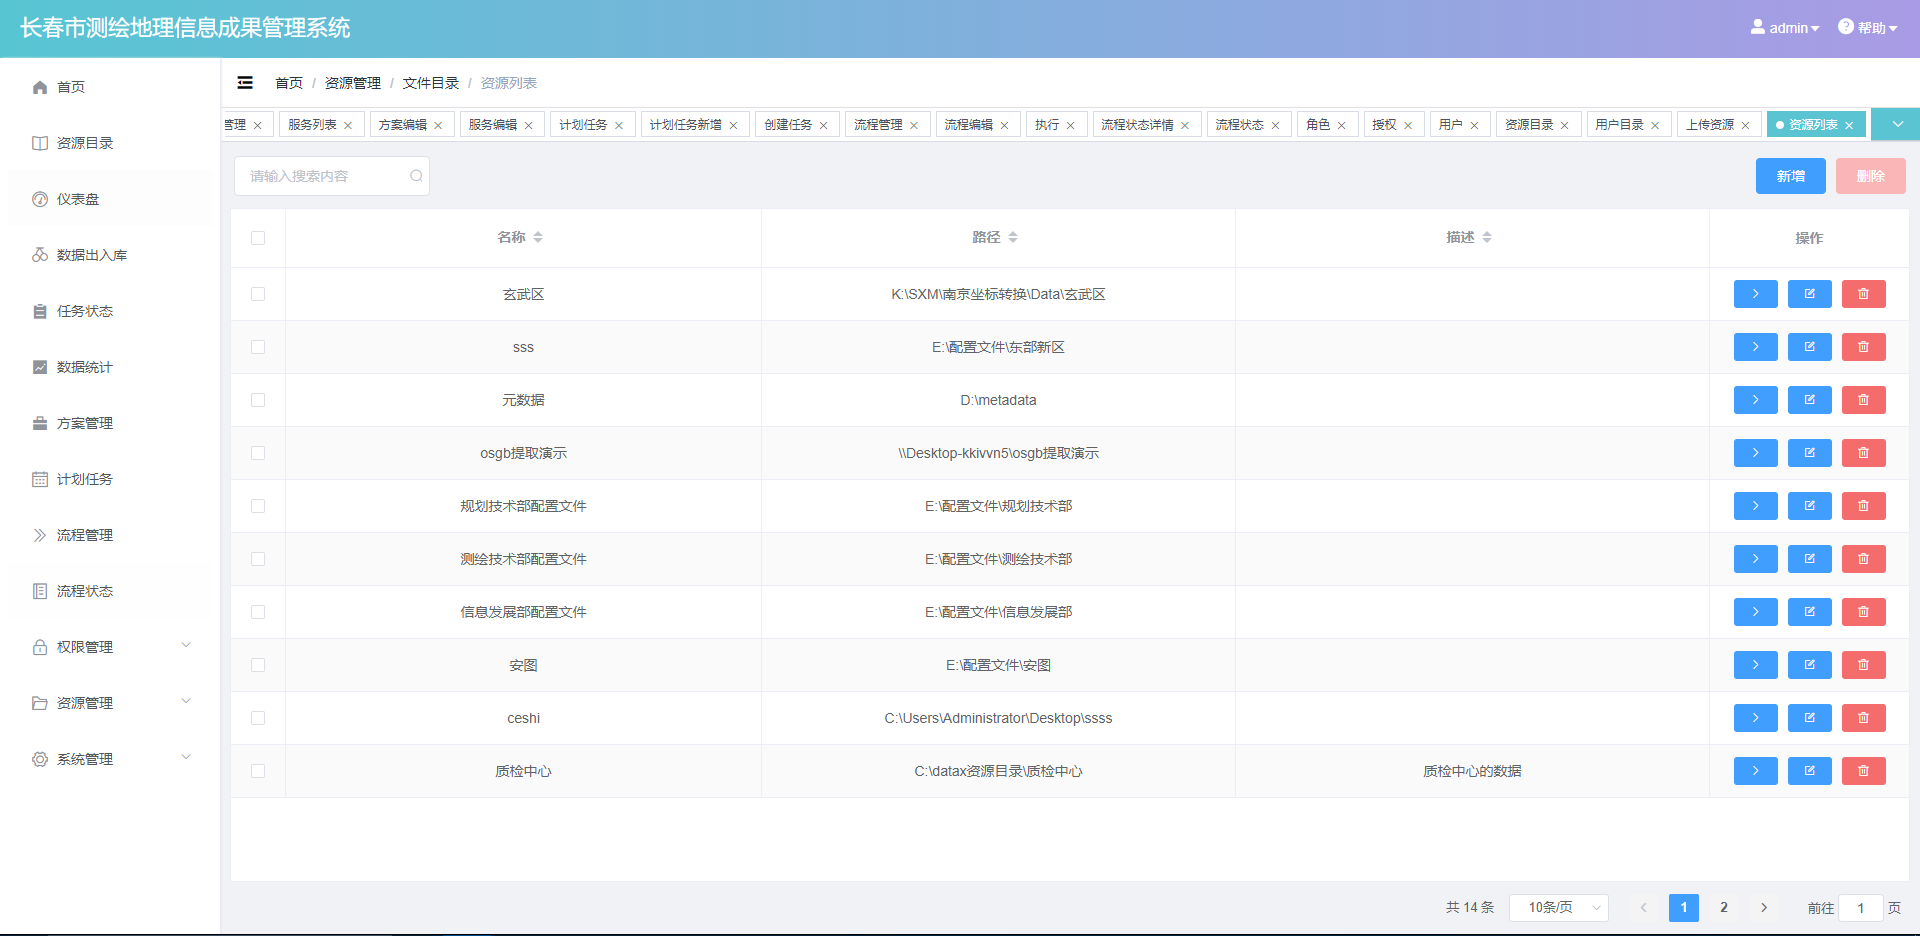 长春市测绘地理信息成果管理系统
admin
帮助
首页
资源目录
仪表盘
数据出入库
任务状态
数据统计
方案管理
计划任务
流程管理
流程状态
权限管理
资源管理
系统管理
首页 / 资源管理 / 文件目录 / 资源列表
管理 服务列表 方案编辑 服务编辑 计划任务 计划任务新增 创建任务 流程管理 流程编辑 执行 流程状态详情 流程状态 角色 授权 用户 资源目录 用户目录 上传资源 资源列表
请输入搜索内容
新增 删除
名称 路径 描述 操作
玄武区 K:\SXM\南京坐标转换\Data\玄武区
sss E:\配置文件\东部新区
元数据 D:\metadata
osgb提取演示 \\Desktop-kkivvn5\osgb提取演示
规划技术部配置文件 E:\配置文件\规划技术部
测绘技术部配置文件 E:\配置文件\测绘技术部
信息发展部配置文件 E:\配置文件\信息发展部
安图 E:\配置文件\安图
ceshi C:\Users\Administrator\Desktop\ssss
质检中心 C:\datax资源目录\质检中心 质检中心的数据
共 14 条 10条/页 1 2 前往 1 页